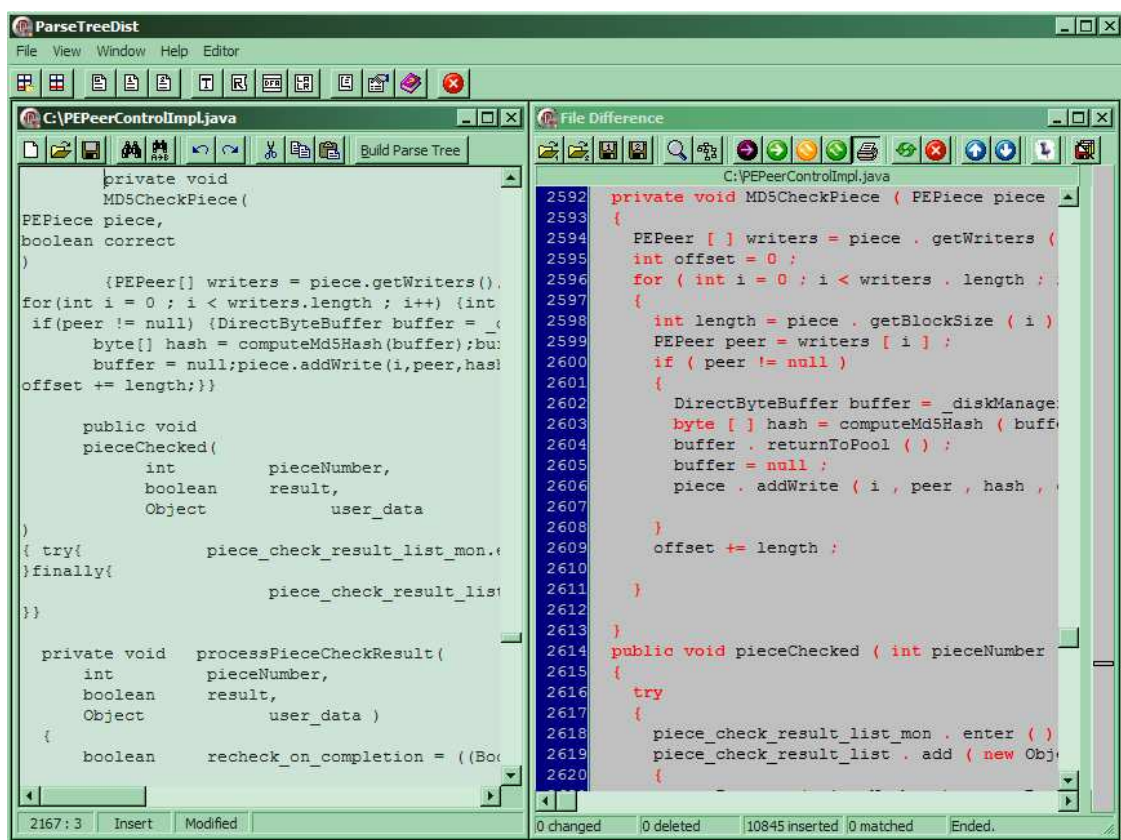 ParseTreeDist
File View Window Help Editor
C:\PEPeerControlImpl.java
Build Parse Tree
private void
MD5CheckPiece(
PEPiece piece,
boolean correct
)
{PEPeer[] writers = piece.getWriters()
for(int i = 0 ; i < writers.length ; i++) {int
if(peer != null) {DirectByteBuffer buffer =
byte[] hash = computeMd5Hash(buffer);
buffer = null;piece.addWrite(i,peer,
offset += length;}}
public void
pieceChecked(
int pieceNumber,
boolean result,
Object user_data
)
{ try{ piece_check_result_list_mon.
}finally{
piece_check_result_list
}}
private void processPieceCheckResult(
int pieceNumber,
boolean result,
Object user_data )
{
boolean recheck_on_completion =
2167 : 3 Insert Modified
File Difference
C:\PEPeerControlImpl.java
2592 private void MD5CheckPiece ( PEPiece piece
2593 {
2594 PEPeer [ ] writers = piece . getWriters (
2595 int offset = 0 ;
2596 for ( int i = 0 ; i < writers . length ;
2597 {
2598 int length = piece . getBlockSize ( i )
2599 PEPeer peer = writers [ i ] ;
2600 if ( peer != null )
2601 {
2602 DirectByteBuffer buffer = _diskManage
2603 byte [ ] hash = computeMd5Hash ( buff
2604 buffer . returnToPool ( ) ;
2605 buffer = null ;
2606 piece . addWrite ( i , peer , hash ,
2607
2608 }
2609 offset += length ;
2610
2611 }
2612
2613 }
2614 public void pieceChecked ( int pieceNumber
2615 {
2616 try
2617 {
2618 piece_check_result_list_mon . enter ( )
2619 piece_check_result_list . add ( new Obj
2620 {
0 changed 0 deleted 10845 inserted 0 matched Ended.